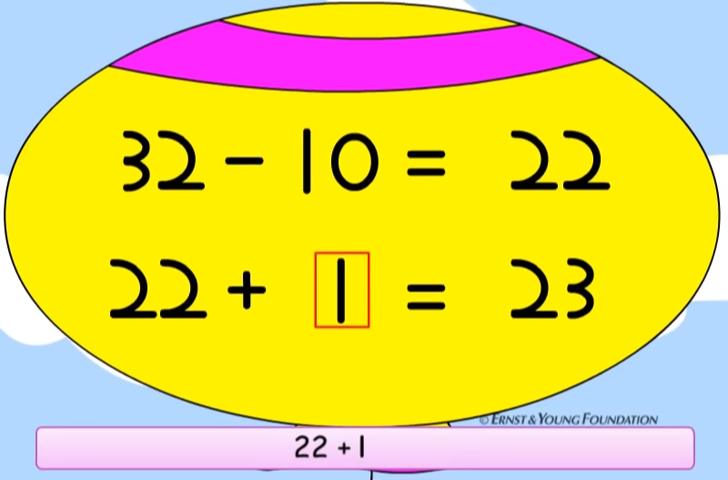 32 - 10 = 22
22 + 1 = 23
© ERNST & YOUNG FOUNDATION
22 + 1